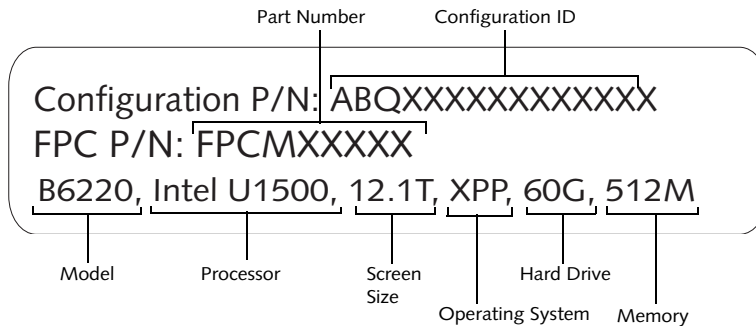 Part Number Configuration ID
Configuration P/N: ABQXXXXXXXXXXXX
FPC P/N: FPCMXXXXX
B6220, Intel U1500, 12.1T, XPP, 60G, 512M
Model Processor Screen Size Hard Drive
Operating System Memory